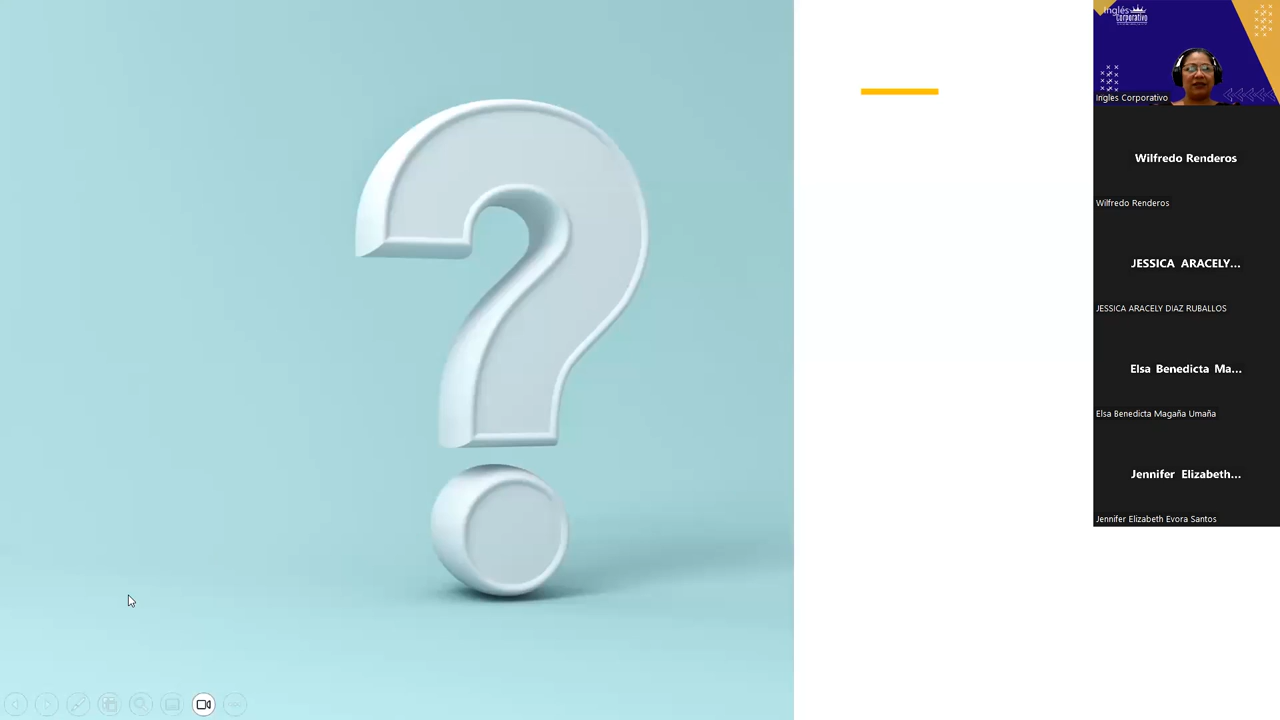 Inglés
Corporativo
Ingles Corporativo
Wilfredo Renderos
Wilfredo Renderos
JESSICA ARACELY...
JESSICA ARACELY DIAZ RUBALLOS
Elsa Benedicta Ma...
Elsa Benedicta Magaña Umaña
Jennifer Elizabeth...
Jennifer Elizabeth Evora Santos
?